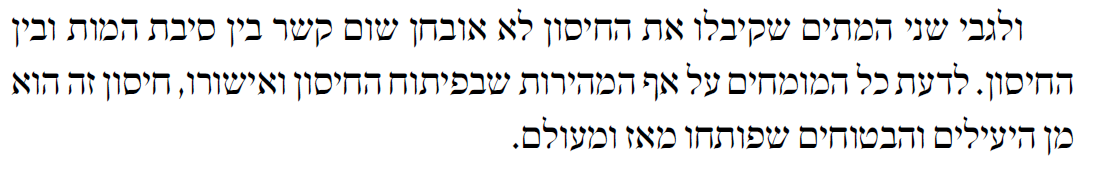 ולגבי שני המתים שקיבלו את החיסון לא אובחן שום קשר בין סיבת המות ובין
החיסון. לדעת כל המומחים על אף המהירות שבפיתוח החיסון ואישורו, חיסון זה הוא
מן היעילים והבטוחים שפותחו מאז ומעולם.